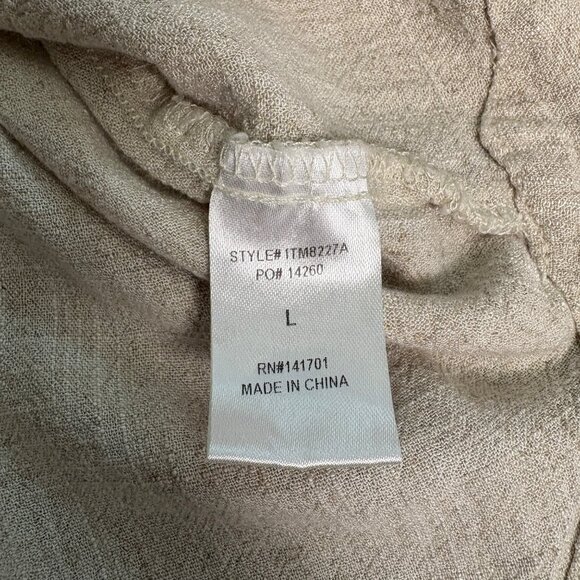 STYLE# 1TM8227A
PO# 14260
L
RN#141701
MADE IN CHINA